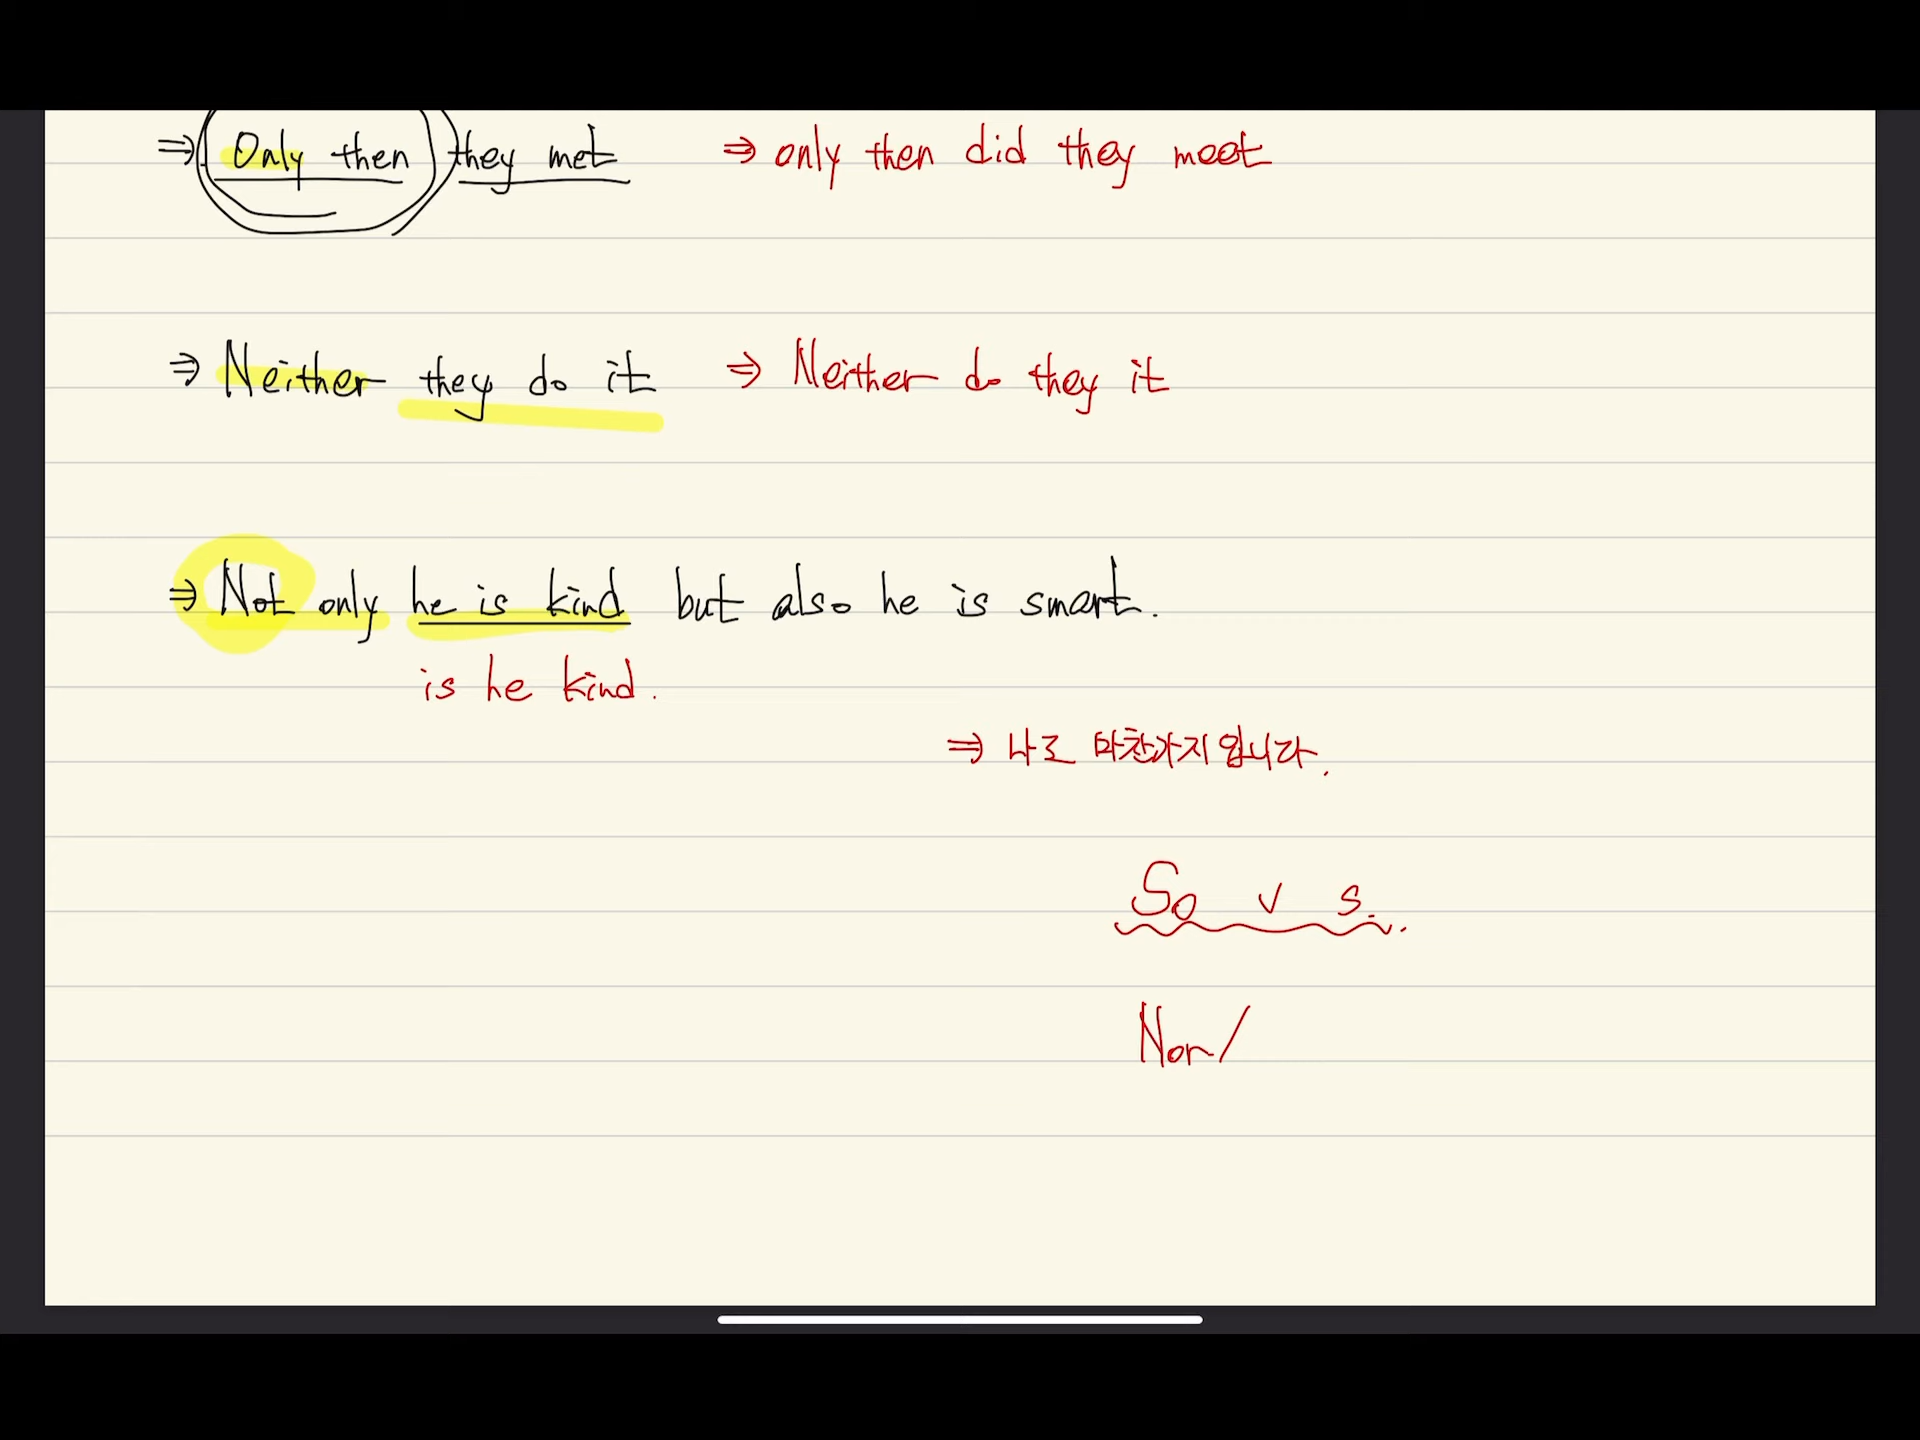 ⇒ Only then they met ⇒ only then did they meet
⇒ Neither they do it ⇒ Neither do they it
⇒ Not only he is kind but also he is smart.
is he kind.
⇒ 나도 마찬가지입니다.
So v s.
Nor/